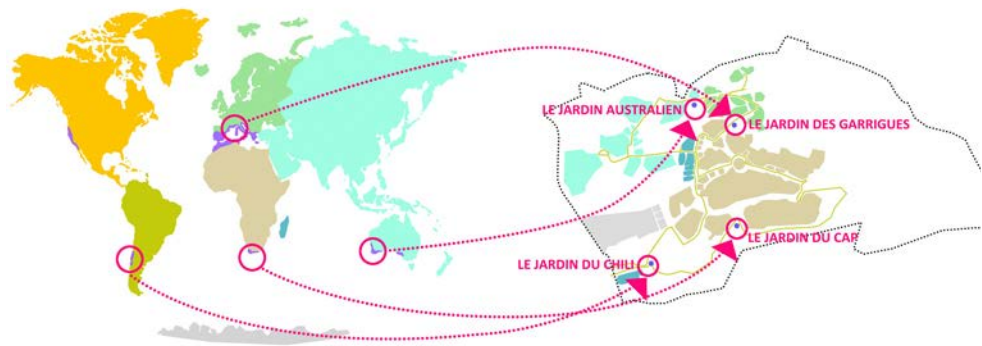 LE JARDIN AUSTRALIEN
LE JARDIN DES GARRIGUES
LE JARDIN DU CAP
LE JARDIN DU CHILI